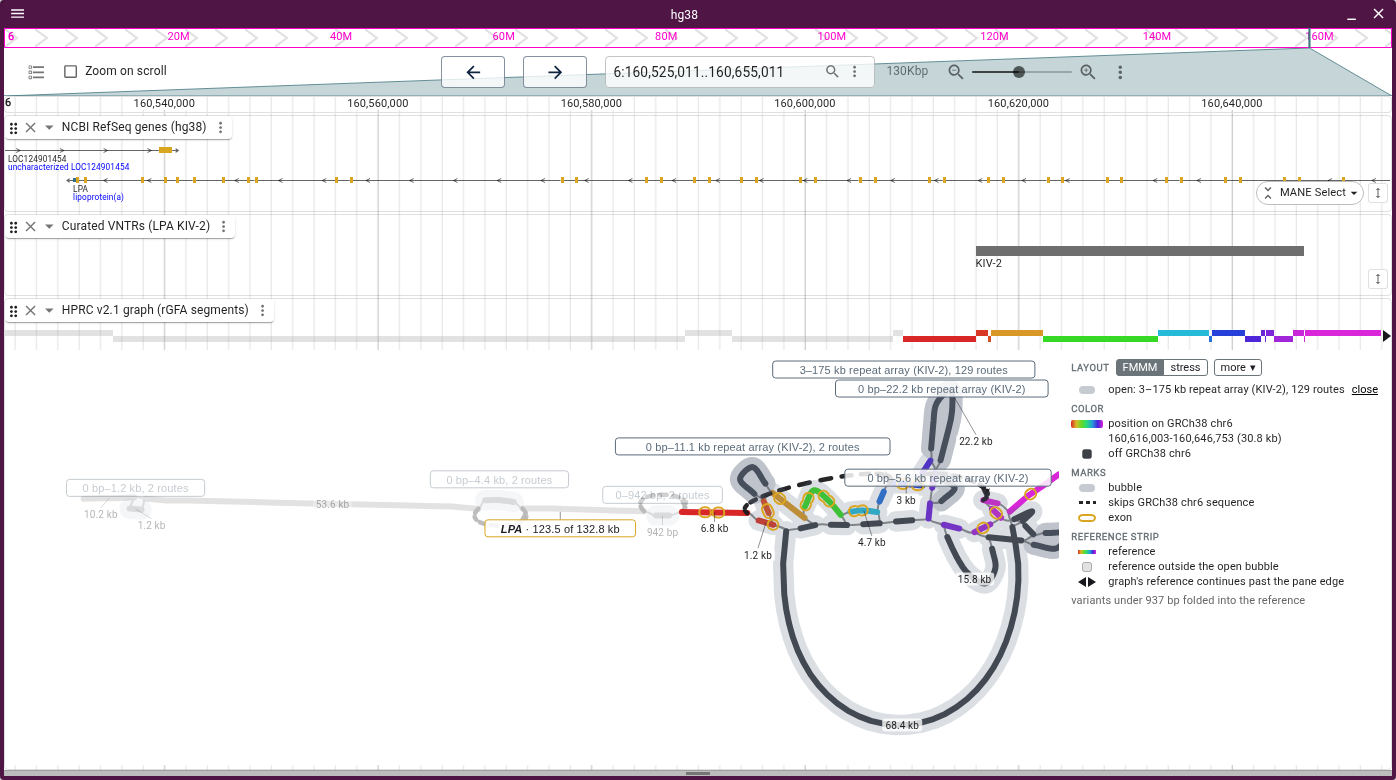 hg38
6 20M 40M 60M 80M 100M 120M 140M 160M
Zoom on scroll
6:160,525,011..160,655,011
130Kbp
6 160,540,000 160,560,000 160,580,000 160,600,000 160,620,000 160,640,000
NCBI RefSeq genes (hg38)
LOC124901454
uncharacterized LOC124901454
LPA
lipoprotein(a)
MANE Select
Curated VNTRs (LPA KIV-2)
KIV-2
HPRC v2.1 graph (rGFA segments)
3–175 kb repeat array (KIV-2), 129 routes
0 bp–22.2 kb repeat array (KIV-2)
22.2 kb
0 bp–11.1 kb repeat array (KIV-2), 2 routes
0 bp–5.6 kb repeat array (KIV-2)
0 bp–4.4 kb, 2 routes
0 bp–1.2 kb, 2 routes
0–942 bp, 2 routes
10.2 kb
1.2 kb
53.6 kb
LPA · 123.5 of 132.8 kb
942 bp
6.8 kb
3 kb
1.2 kb
4.7 kb
15.8 kb
68.4 kb
LAYOUT FMMM stress more ▾
open: 3–175 kb repeat array (KIV-2), 129 routes close
COLOR
position on GRCh38 chr6
160,616,003-160,646,753 (30.8 kb)
off GRCh38 chr6
MARKS
bubble
skips GRCh38 chr6 sequence
exon
REFERENCE STRIP
reference
reference outside the open bubble
graph's reference continues past the pane edge
variants under 937 bp folded into the reference